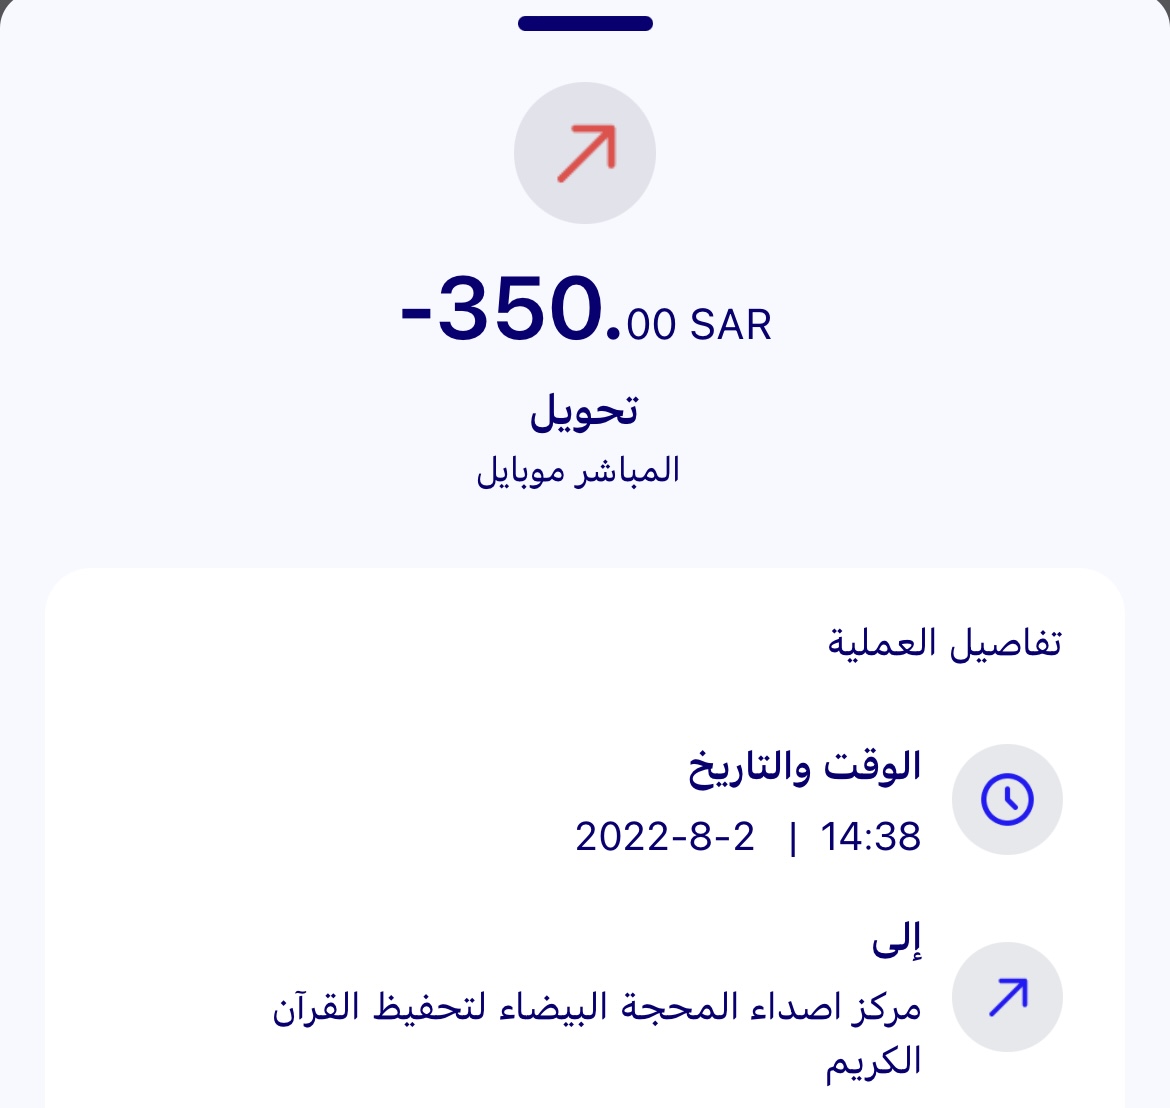 -350.00 SAR
تحويل
المباشر موبايل
تفاصيل العملية
الوقت والتاريخ
14:38 | 2022-8-2
إلى
مركز اصداء المحجة البيضاء لتحفيظ القرآن
الكريم